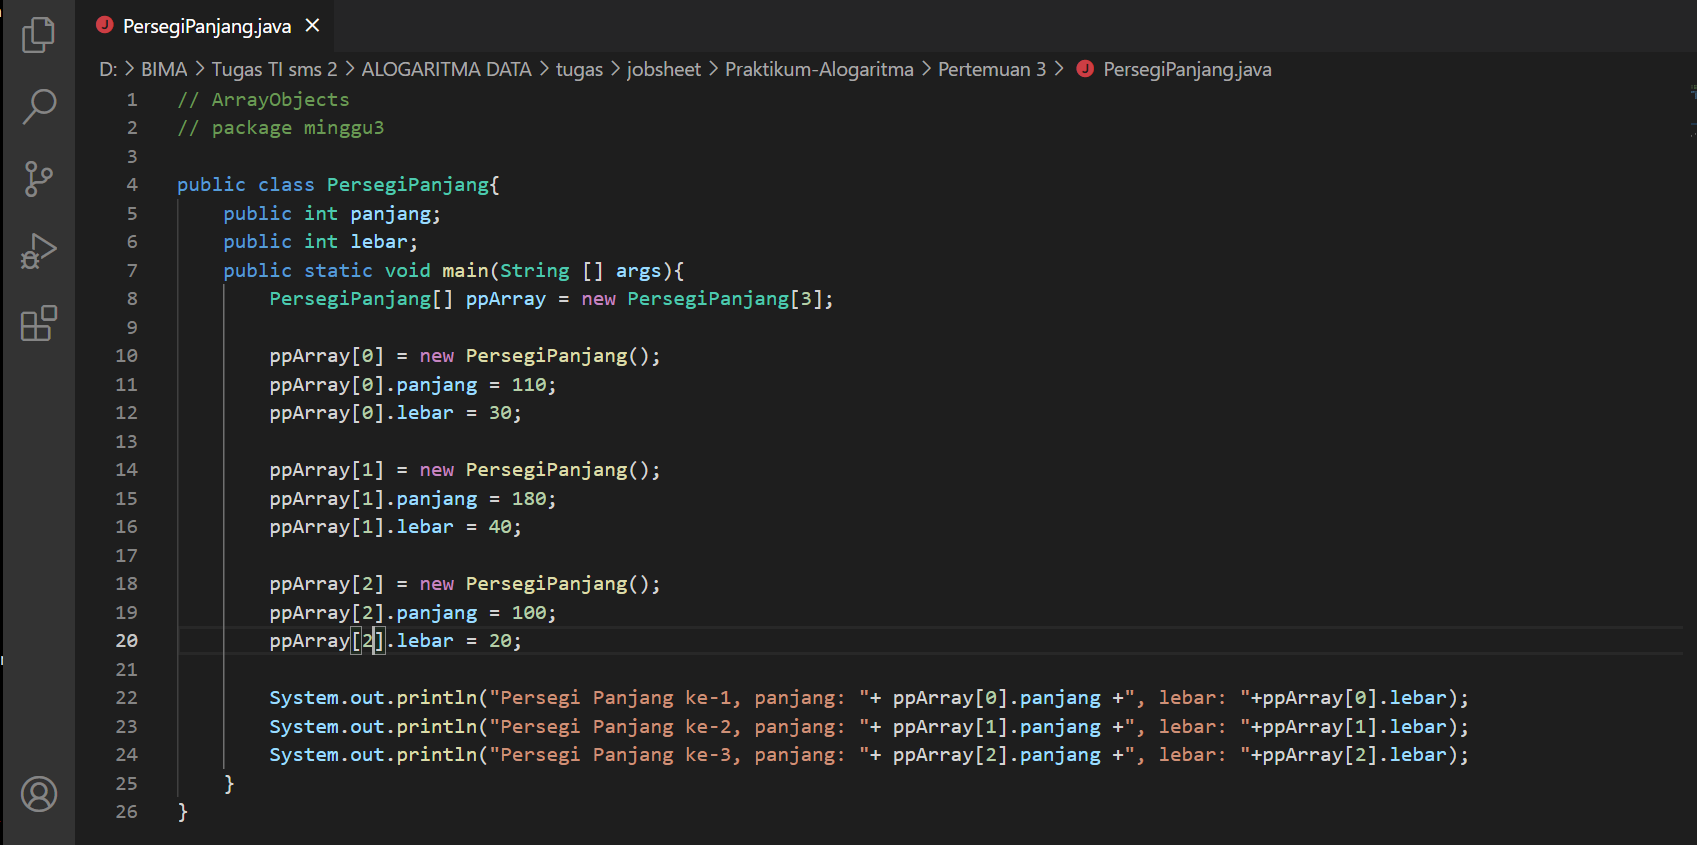 PersegiPanjang.java
D: > BIMA > Tugas TI sms 2 > ALOGARITMA DATA > tugas > jobsheet > Praktikum-Alogaritma > Pertemuan 3 > PersegiPanjang.java
1 // ArrayObjects
2 // package minggu3
3
4 public class PersegiPanjang{
5     public int panjang;
6     public int lebar;
7     public static void main(String [] args){
8         PersegiPanjang[] ppArray = new PersegiPanjang[3];
9
10         ppArray[0] = new PersegiPanjang();
11         ppArray[0].panjang = 110;
12         ppArray[0].lebar = 30;
13
14         ppArray[1] = new PersegiPanjang();
15         ppArray[1].panjang = 180;
16         ppArray[1].lebar = 40;
17
18         ppArray[2] = new PersegiPanjang();
19         ppArray[2].panjang = 100;
20         ppArray[2].lebar = 20;
21
22         System.out.println("Persegi Panjang ke-1, panjang: "+ ppArray[0].panjang +", lebar: "+ppArray[0].lebar);
23         System.out.println("Persegi Panjang ke-2, panjang: "+ ppArray[1].panjang +", lebar: "+ppArray[1].lebar);
24         System.out.println("Persegi Panjang ke-3, panjang: "+ ppArray[2].panjang +", lebar: "+ppArray[2].lebar);
25     }
26 }